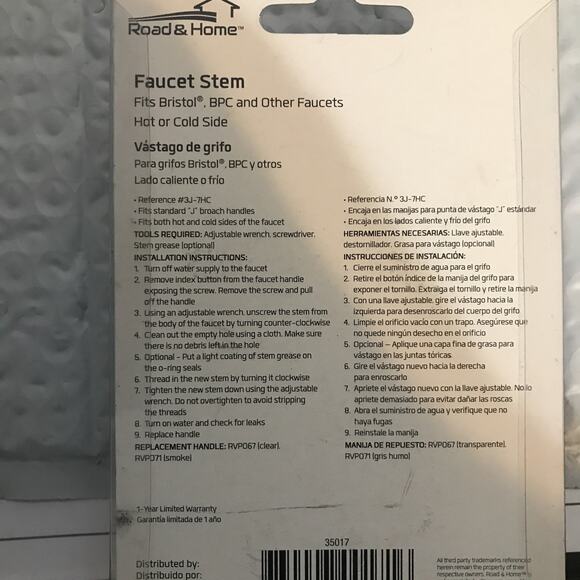 Road & Home™
Faucet Stem
Fits Bristol®, BPC and Other Faucets
Hot or Cold Side
Vástago de grifo
Para grifos Bristol®, BPC y otros
Lado caliente o frío
• Reference #3J-7HC
• Fits standard "J" broach handles
• Fits both hot and cold sides of the faucet
TOOLS REQUIRED: Adjustable wrench, screwdriver,
Stem grease (optional)
INSTALLATION INSTRUCTIONS:
1. Turn off water supply to the faucet
2. Remove index button from the faucet handle
exposing the screw. Remove the screw and pull
off the handle
3. Using an adjustable wrench, unscrew the stem from
the body of the faucet by turning counter-clockwise
4. Clean out the empty hole using a cloth. Make sure
there is no debris left in the hole
5. Optional – Put a light coating of stem grease on
the o-ring seals
6. Thread in the new stem by turning it clockwise
7. Tighten the new stem down using the adjustable
wrench. Do not overtighten to avoid stripping
the threads
8. Turn on water and check for leaks
9. Replace handle
REPLACEMENT HANDLE: RVP067 (clear),
RVP071 (smoke)
• Referencia N.º 3J-7HC
• Encaja en las manijas para punta de vástago "J" estándar
• Encaja en los lados caliente y frío del grifo
HERRAMIENTAS NECESARIAS: Llave ajustable,
destornillador. Grasa para vástago (opcional)
INSTRUCCIONES DE INSTALACIÓN:
1. Cierre el suministro de agua para el grifo
2. Retire el botón índice de la manija del grifo para
exponer el tornillo. Extraiga el tornillo y retire la manija
3. Con una llave ajustable, gire el vástago hacia la
izquierda para desenroscarlo del cuerpo del grifo
4. Limpie el orificio vacío con un trapo. Asegúrese que
no quede ningún desecho en el orificio
5. Opcional – Aplique una capa fina de grasa para
vástago en las juntas tóricas
6. Gire el vástago nuevo hacia la derecha
para enroscarlo
7. Apriete el vástago nuevo con la llave ajustable. No lo
apriete demasiado para evitar dañar las roscas
8. Abra el suministro de agua y verifique que no
haya fugas
9. Reinstale la manija
MANIJA DE REPUESTO: RVP067 (transparente),
RVP071 (gris humo)
1-Year Limited Warranty
Garantía limitada de 1 año
35017
Distributed by:
Distribuido por:
All third party trademarks referenced
herein remain the property of their
respective owners. Road & Home™